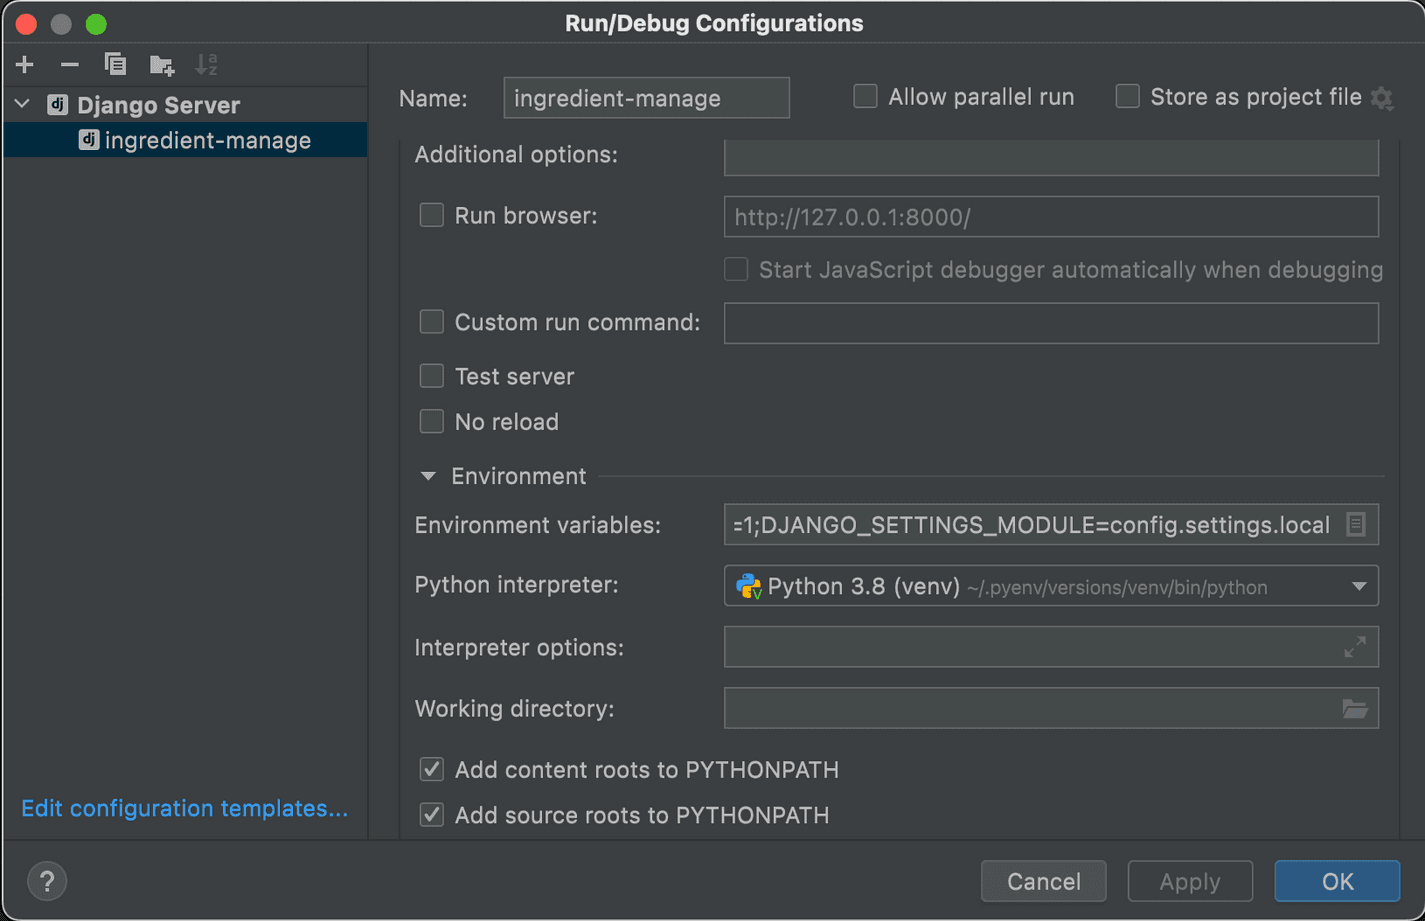 Run/Debug Configurations
Name: ingredient-manage Allow parallel run Store as project file
Django Server
ingredient-manage
Additional options:
Run browser: http://127.0.0.1:8000/
Start JavaScript debugger automatically when debugging
Custom run command:
Test server
No reload
Environment
Environment variables: =1;DJANGO_SETTINGS_MODULE=config.settings.local
Python interpreter: Python 3.8 (venv) ~/.pyenv/versions/venv/bin/python
Interpreter options:
Working directory:
Add content roots to PYTHONPATH
Add source roots to PYTHONPATH
Edit configuration templates...
? Cancel Apply OK